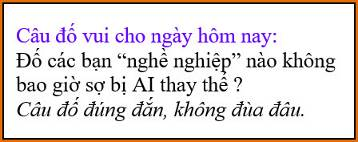 Câu đố vui cho ngày hôm nay:
Đố các bạn “nghề nghiệp” nào không
bao giờ sợ bị AI thay thế ?
Câu đố đúng đắn, không đùa đâu.